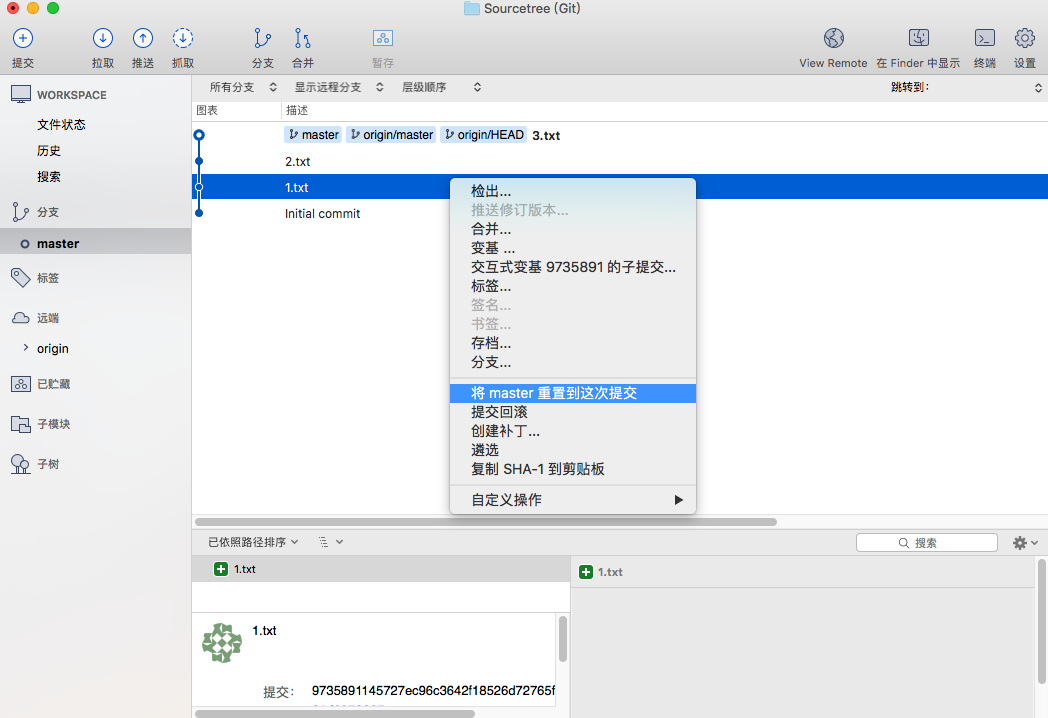 Sourcetree (Git)
提交 拉取 推送 抓取 分支 合并 暂存 View Remote 在 Finder 中显示 终端 设置
WORKSPACE
文件状态
历史
搜索
分支
master
标签
远端
origin
已贮藏
子模块
子树
所有分支 显示远程分支 层级顺序 跳转到:
图表 描述
master origin/master origin/HEAD 3.txt
2.txt
1.txt
Initial commit
检出...
推送修订版本...
合并...
变基 ...
交互式变基 9735891 的子提交...
标签...
签名...
书签...
存档...
分支...
将 master 重置到这次提交
提交回滚
创建补丁...
遴选
复制 SHA-1 到剪贴板
自定义操作
已依照路径排序 搜索
1.txt
1.txt
1.txt
提交: 9735891145727ec96c3642f18526d72765f